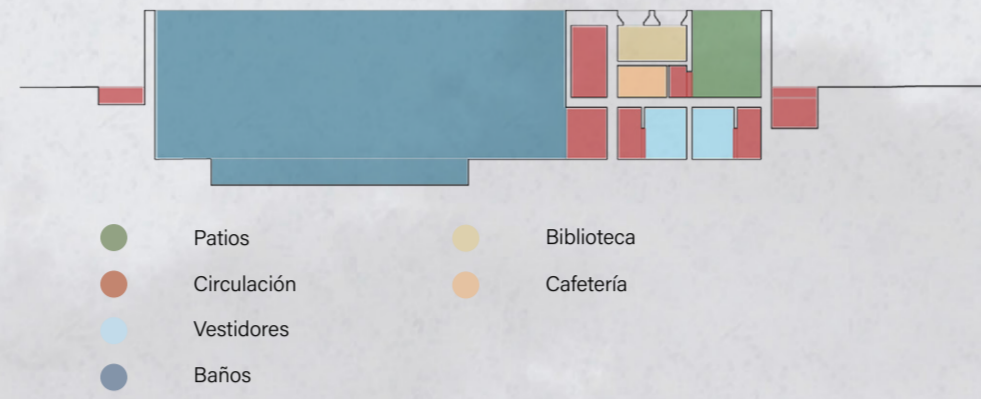 Patios
Circulación
Vestidores
Baños
Biblioteca
Cafetería